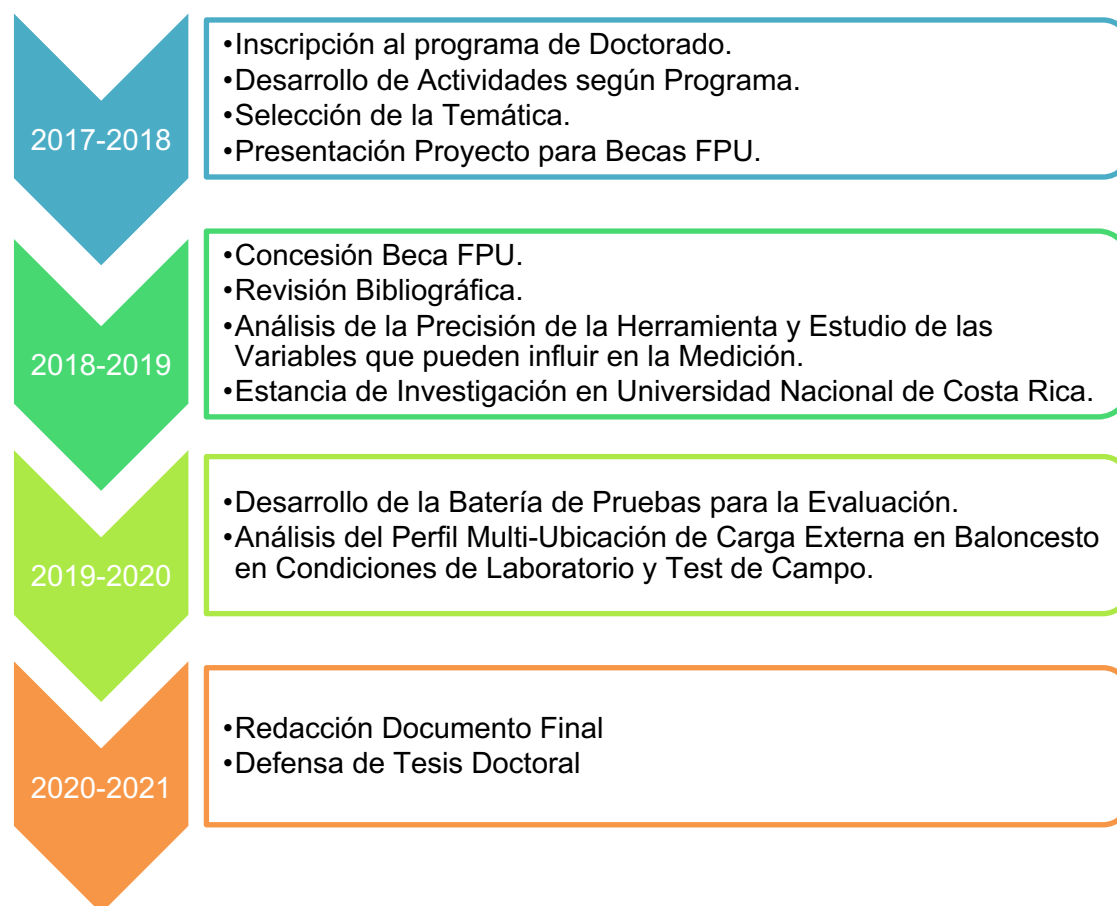 2017-2018
•Inscripción al programa de Doctorado.
•Desarrollo de Actividades según Programa.
•Selección de la Temática.
•Presentación Proyecto para Becas FPU.
2018-2019
•Concesión Beca FPU.
•Revisión Bibliográfica.
•Análisis de la Precisión de la Herramienta y Estudio de las
Variables que pueden influir en la Medición.
•Estancia de Investigación en Universidad Nacional de Costa Rica.
2019-2020
•Desarrollo de la Batería de Pruebas para la Evaluación.
•Análisis del Perfil Multi-Ubicación de Carga Externa en Baloncesto
en Condiciones de Laboratorio y Test de Campo.
2020-2021
•Redacción Documento Final
•Defensa de Tesis Doctoral